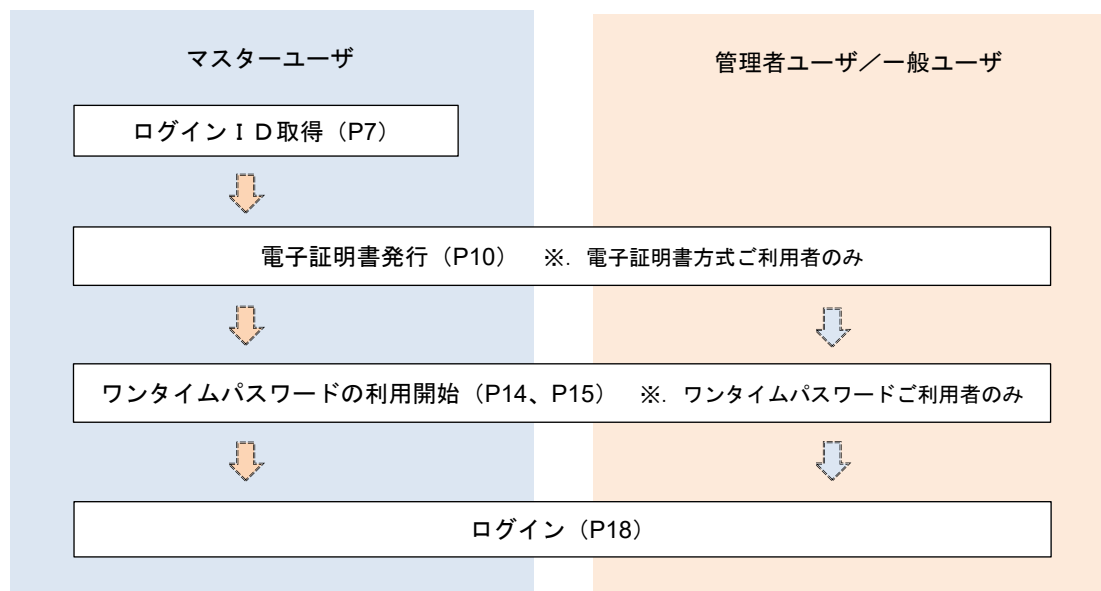 マスターユーザ
管理者ユーザ／一般ユーザ
ログインＩＤ取得（P7）
電子証明書発行（P10）　※. 電子証明書方式ご利用者のみ
ワンタイムパスワードの利用開始（P14、P15）　※. ワンタイムパスワードご利用者のみ
ログイン（P18）